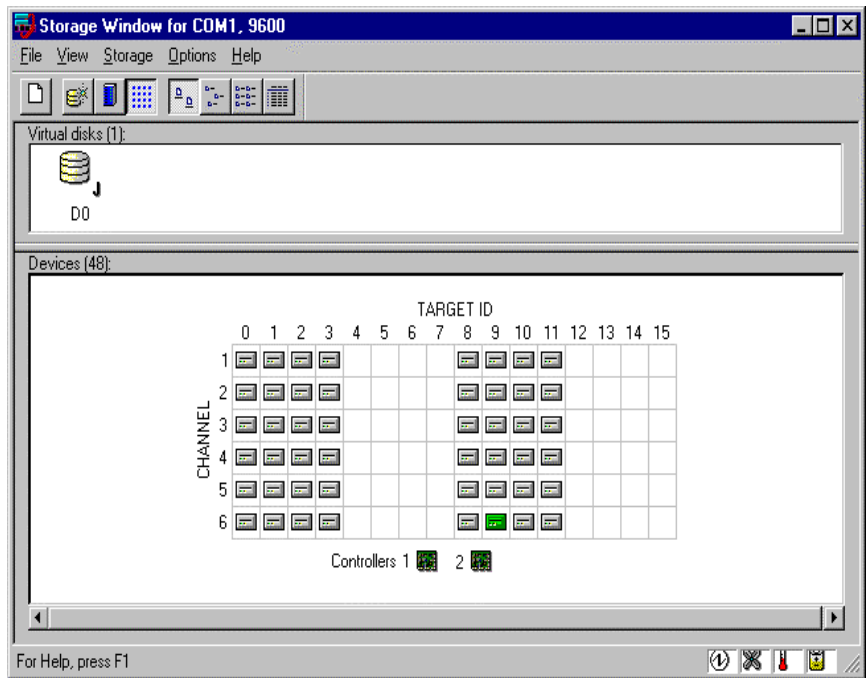 Storage Window for COM1, 9600
File View Storage Options Help
Virtual disks (1):
J
D0
Devices (48):
TARGET ID
0 1 2 3 4 5 6 7 8 9 10 11 12 13 14 15
CHANNEL
1
2
3
4
5
6
Controllers 1 2
For Help, press F1